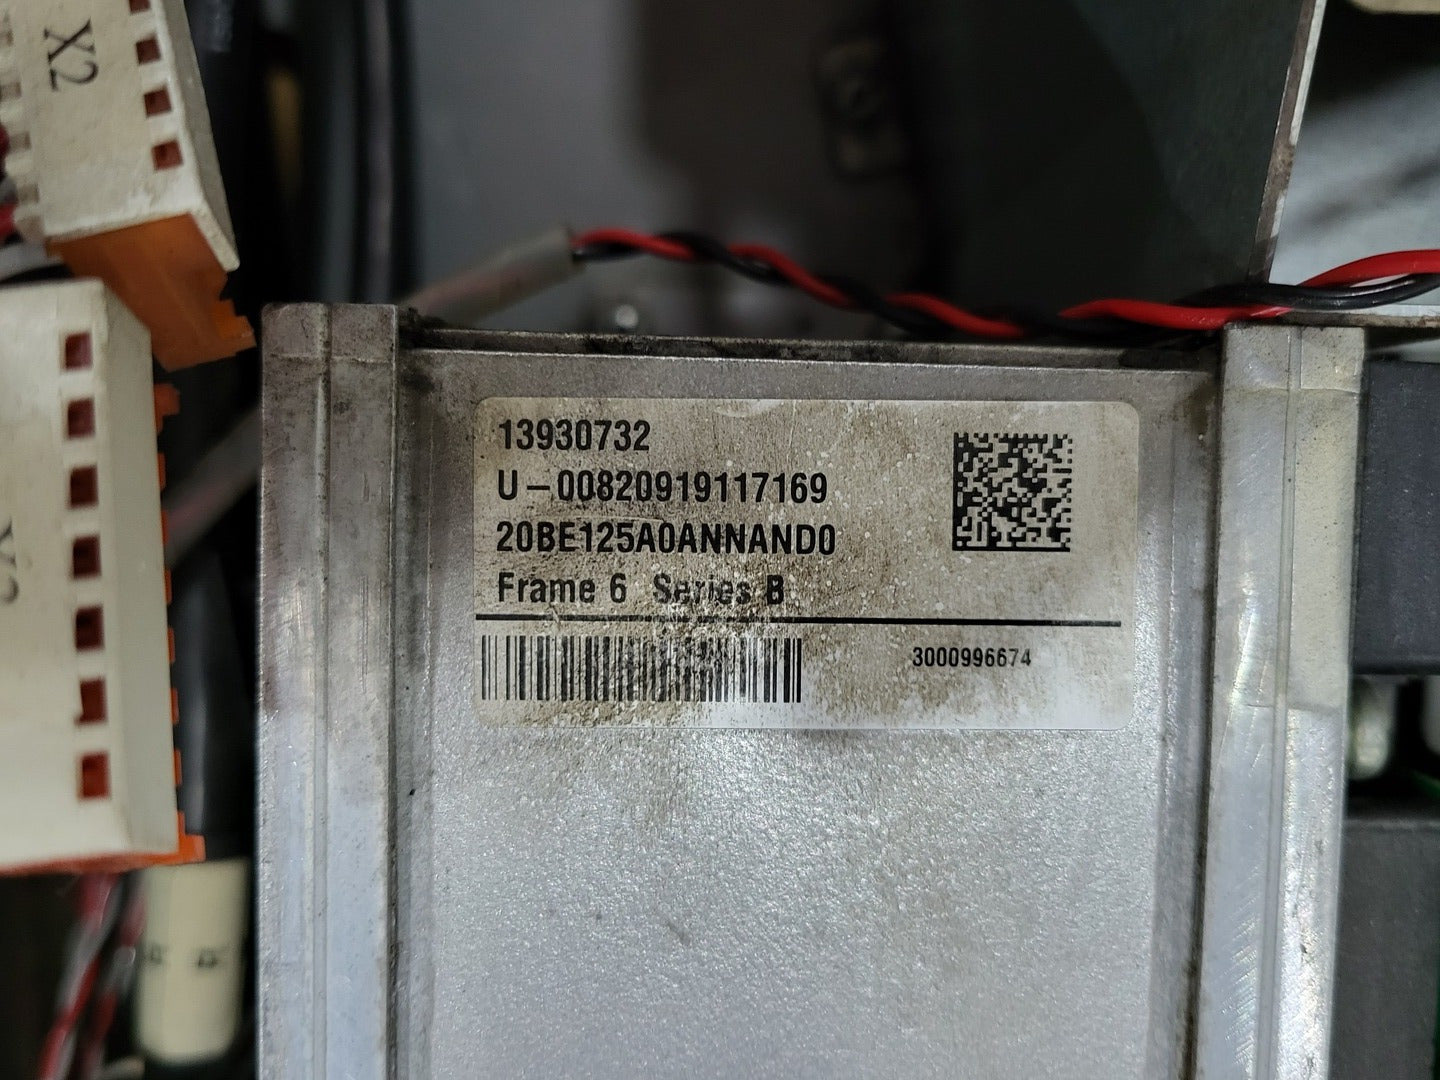 X2
13930732
U-00820919117169
20BE125A0ANNAND0
Frame 6 Series B
3000996674